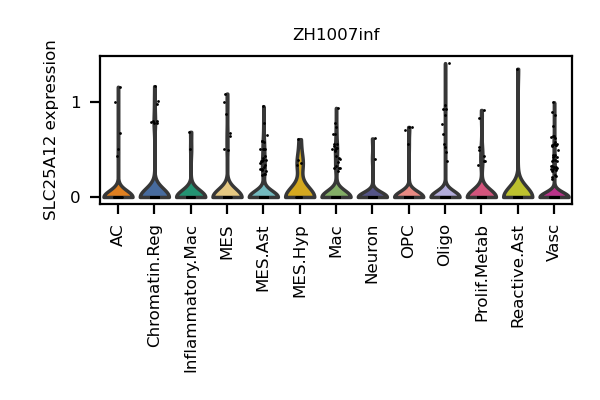 ZH1007inf
SLC25A12 expression
1
0
AC
Chromatin.Reg
Inflammatory.Mac
MES
MES.Ast
MES.Hyp
Mac
Neuron
OPC
Oligo
Prolif.Metab
Reactive.Ast
Vasc